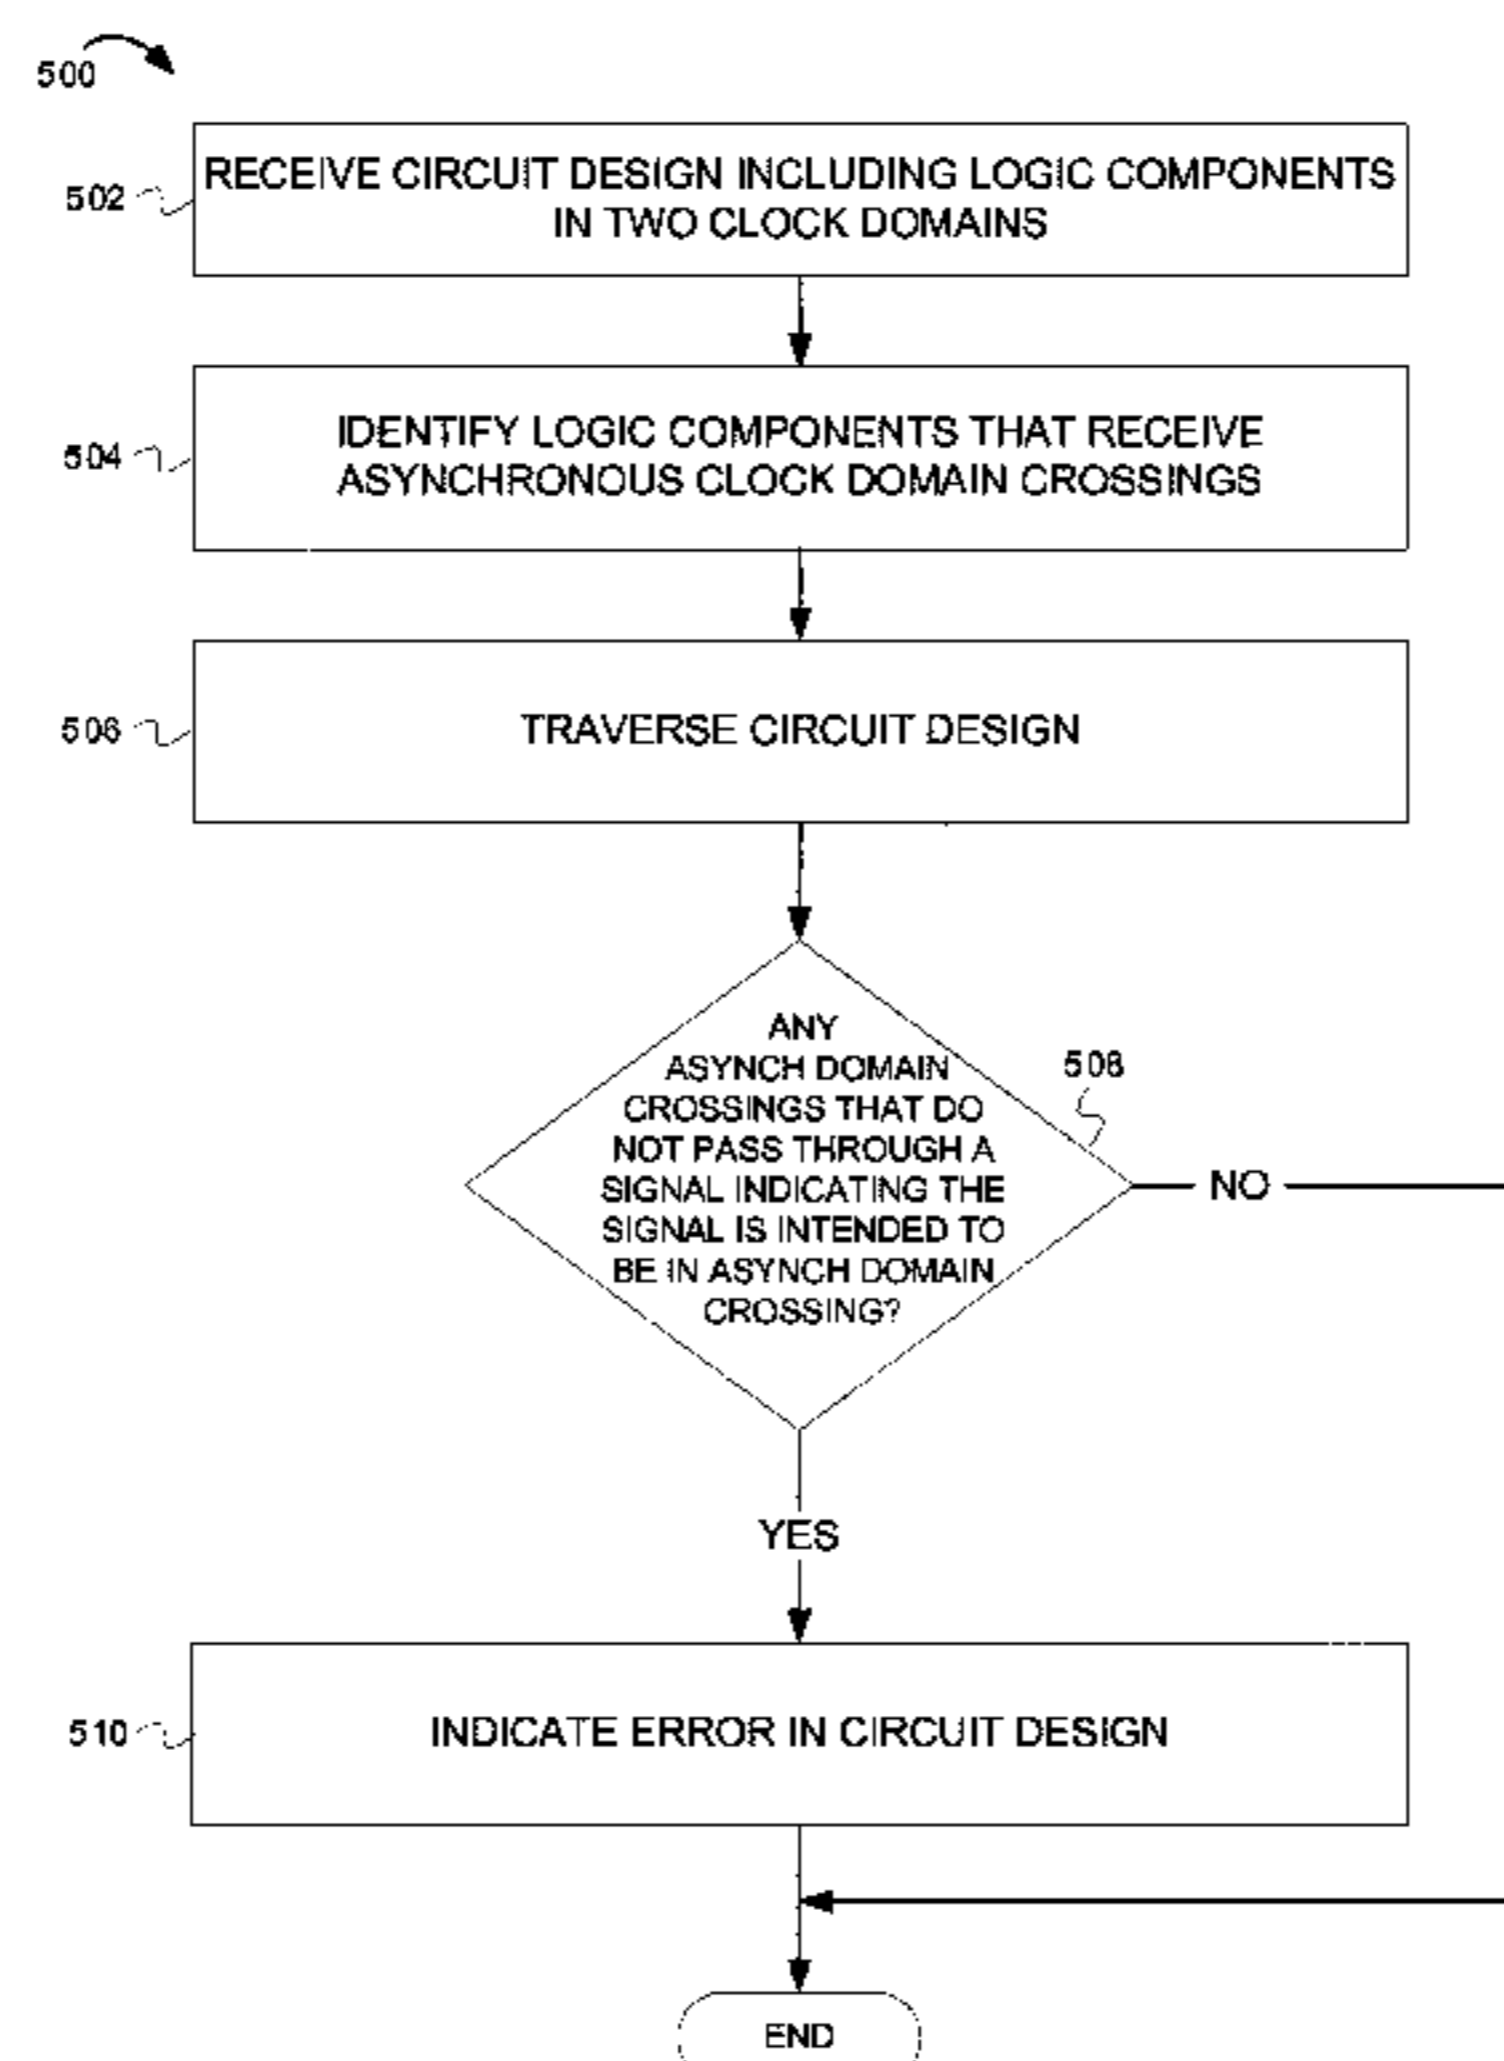 500
502
RECEIVE CIRCUIT DESIGN INCLUDING LOGIC COMPONENTS
IN TWO CLOCK DOMAINS
504
IDENTIFY LOGIC COMPONENTS THAT RECEIVE
ASYNCHRONOUS CLOCK DOMAIN CROSSINGS
506
TRAVERSE CIRCUIT DESIGN
ANY
ASYNCH DOMAIN
CROSSINGS THAT DO
NOT PASS THROUGH A
SIGNAL INDICATING THE
SIGNAL IS INTENDED TO
BE IN ASYNCH DOMAIN
CROSSING?
508
NO
YES
510
INDICATE ERROR IN CIRCUIT DESIGN
END